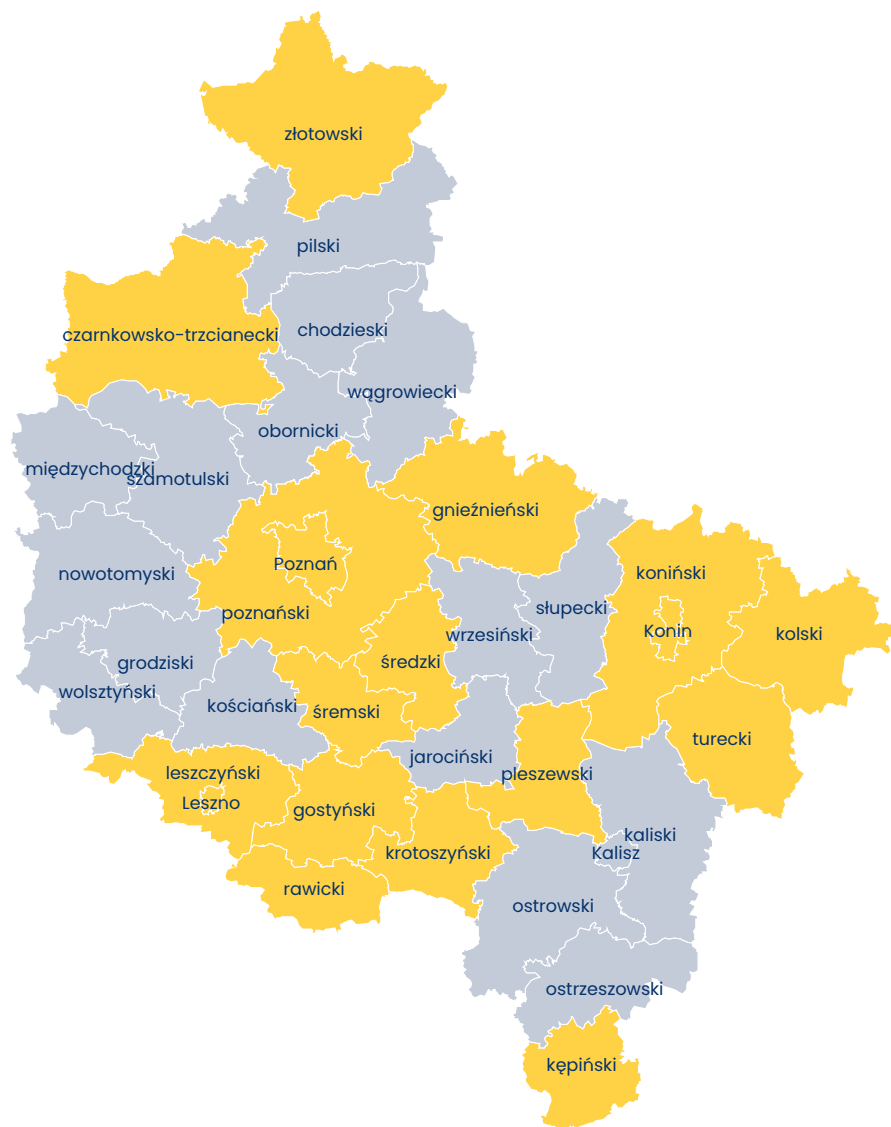 złotowski
pilski
chodzieski
czarnkowsko-trzcianecki
wągrowiecki
obornicki
międzychodzki
szamotulski
gnieźnieński
Poznań
nowotomyski
koniński
słupecki
poznański
Konin
kolski
wrzesiński
grodziski
średzki
wolsztyński
kościański
śremski
turecki
jarociński
leszczyński
pleszewski
Leszno
gostyński
kaliski
krotoszyński
Kalisz
rawicki
ostrowski
ostrzeszowski
kępiński